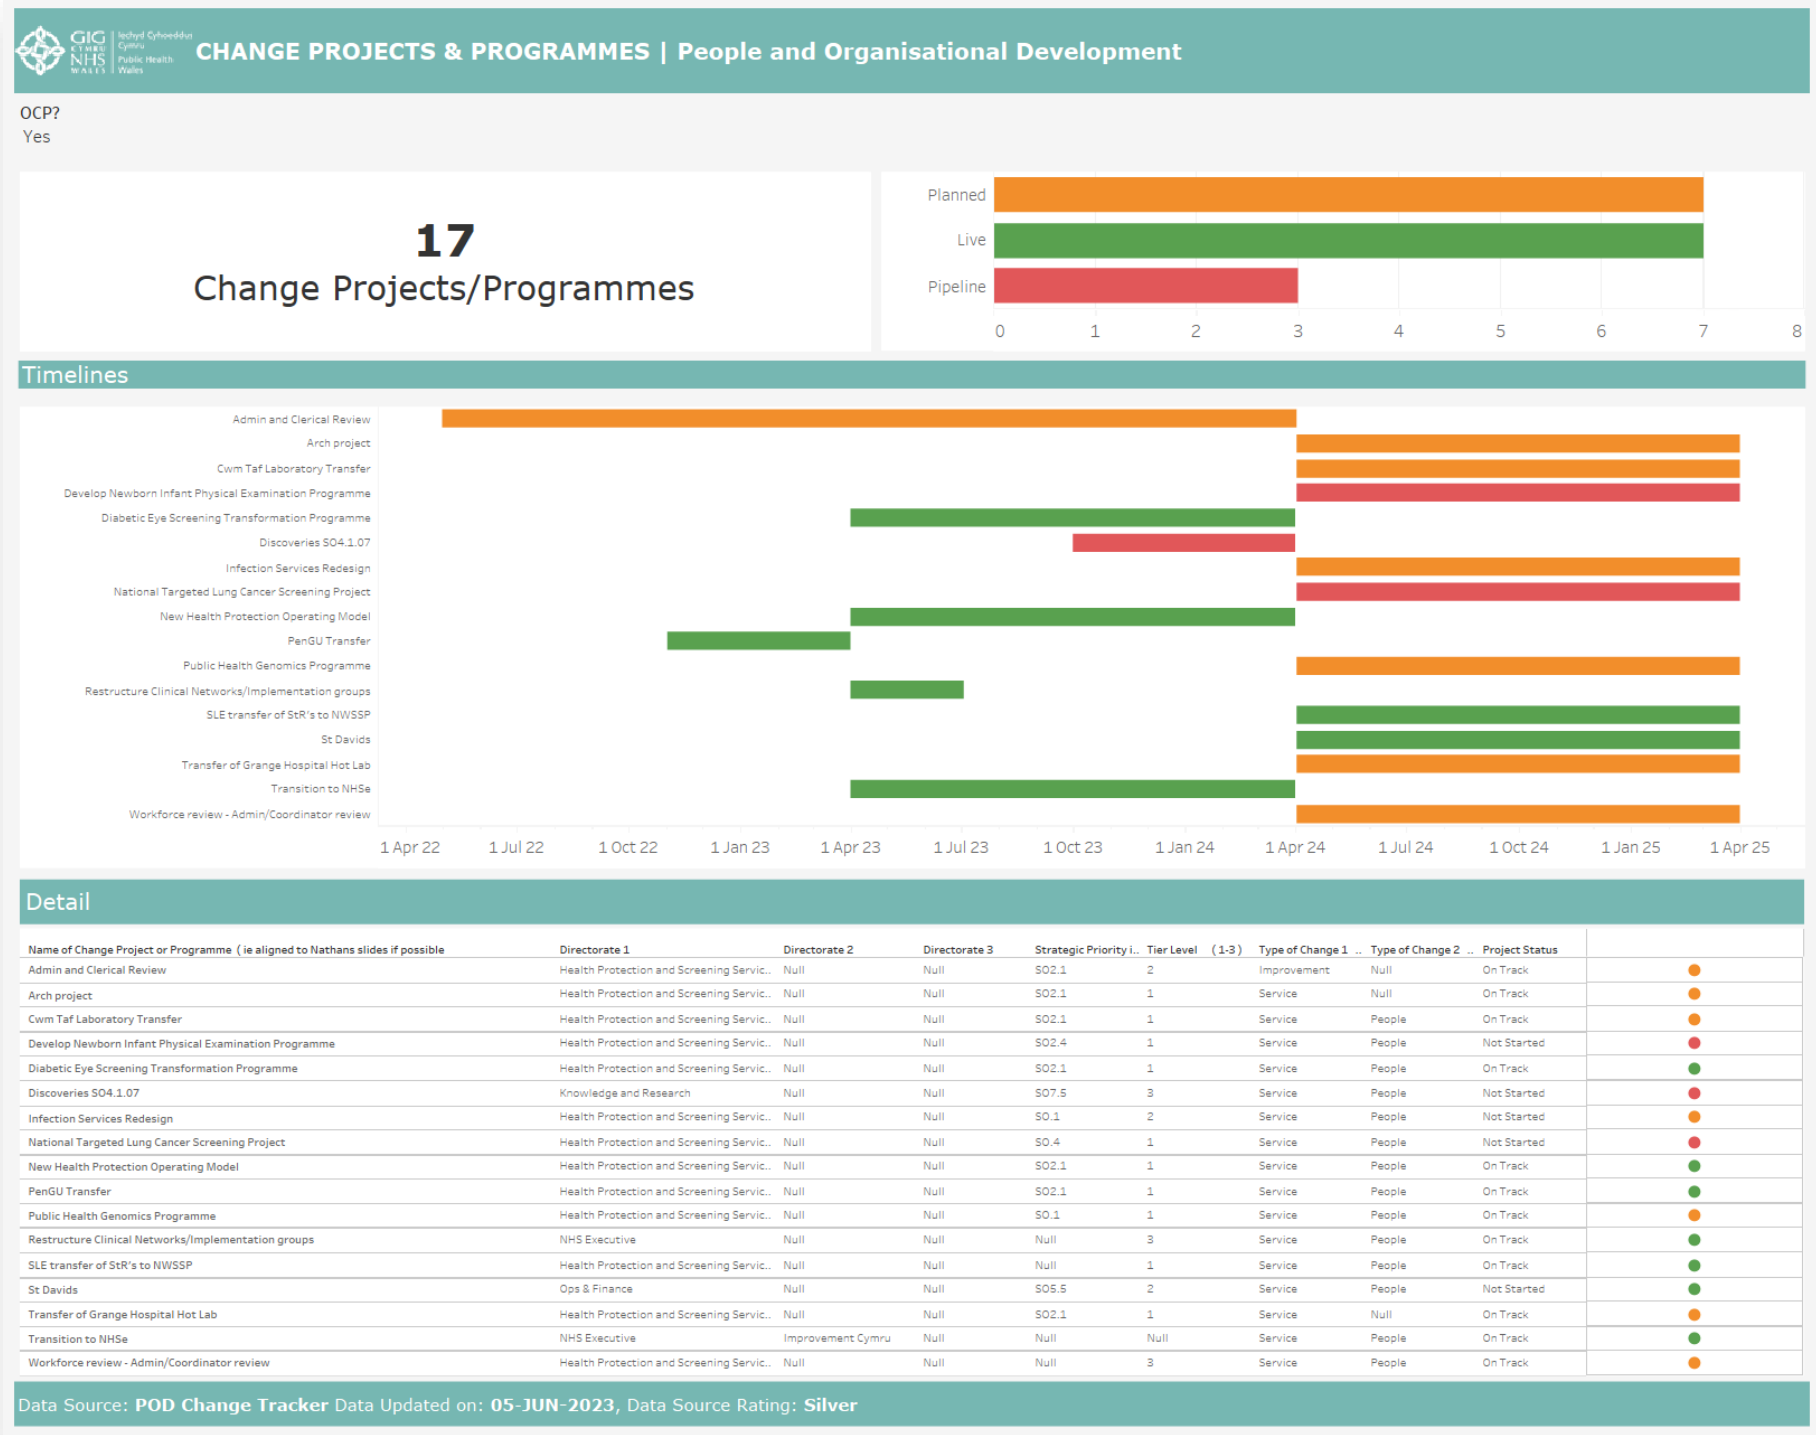 GIG
CYMRU
NHS
WALES
Iechyd Cyhoeddus
Cymru
Public Health
Wales
CHANGE PROJECTS & PROGRAMMES | People and Organisational Development
OCP?
Yes
17
Change Projects/Programmes
Planned
Live
Pipeline
0 1 2 3 4 5 6 7 8
Timelines
Admin and Clerical Review
Arch project
Cwm Taf Laboratory Transfer
Develop Newborn Infant Physical Examination Programme
Diabetic Eye Screening Transformation Programme
Discoveries SO4.1.07
Infection Services Redesign
National Targeted Lung Cancer Screening Project
New Health Protection Operating Model
PenGU Transfer
Public Health Genomics Programme
Restructure Clinical Networks/Implementation groups
SLE transfer of StR's to NWSSP
St Davids
Transfer of Grange Hospital Hot Lab
Transition to NHSe
Workforce review - Admin/Coordinator review
1 Apr 22 1 Jul 22 1 Oct 22 1 Jan 23 1 Apr 23 1 Jul 23 1 Oct 23 1 Jan 24 1 Apr 24 1 Jul 24 1 Oct 24 1 Jan 25 1 Apr 25
Detail
Name of Change Project or Programme ( ie aligned to Nathans slides if possible Directorate 1 Directorate 2 Directorate 3 Strategic Priority i.. Tier Level (1-3) Type of Change 1 .. Type of Change 2 .. Project Status
Admin and Clerical Review Health Protection and Screening Servic.. Null Null SO2.1 2 Improvement Null On Track
Arch project Health Protection and Screening Servic.. Null Null SO2.1 1 Service Null On Track
Cwm Taf Laboratory Transfer Health Protection and Screening Servic.. Null Null SO2.1 1 Service People On Track
Develop Newborn Infant Physical Examination Programme Health Protection and Screening Servic.. Null Null SO2.4 1 Service People Not Started
Diabetic Eye Screening Transformation Programme Health Protection and Screening Servic.. Null Null SO2.1 1 Service People On Track
Discoveries SO4.1.07 Knowledge and Research Null Null SO7.5 3 Service People Not Started
Infection Services Redesign Health Protection and Screening Servic.. Null Null SO.1 2 Service People Not Started
National Targeted Lung Cancer Screening Project Health Protection and Screening Servic.. Null Null SO.4 1 Service People Not Started
New Health Protection Operating Model Health Protection and Screening Servic.. Null Null SO2.1 1 Service People On Track
PenGU Transfer Health Protection and Screening Servic.. Null Null SO2.1 1 Service People On Track
Public Health Genomics Programme Health Protection and Screening Servic.. Null Null SO.1 1 Service People On Track
Restructure Clinical Networks/Implementation groups NHS Executive Null Null Null 3 Service People On Track
SLE transfer of StR's to NWSSP Health Protection and Screening Servic.. Null Null Null 1 Service People On Track
St Davids Ops & Finance Null Null SO5.5 2 Service People Not Started
Transfer of Grange Hospital Hot Lab Health Protection and Screening Servic.. Null Null SO2.1 1 Service Null On Track
Transition to NHSe NHS Executive Improvement Cymru Null Null Null Service People On Track
Workforce review - Admin/Coordinator review Health Protection and Screening Servic.. Null Null Null 3 Service People On Track
Data Source: POD Change Tracker Data Updated on: 05-JUN-2023, Data Source Rating: Silver